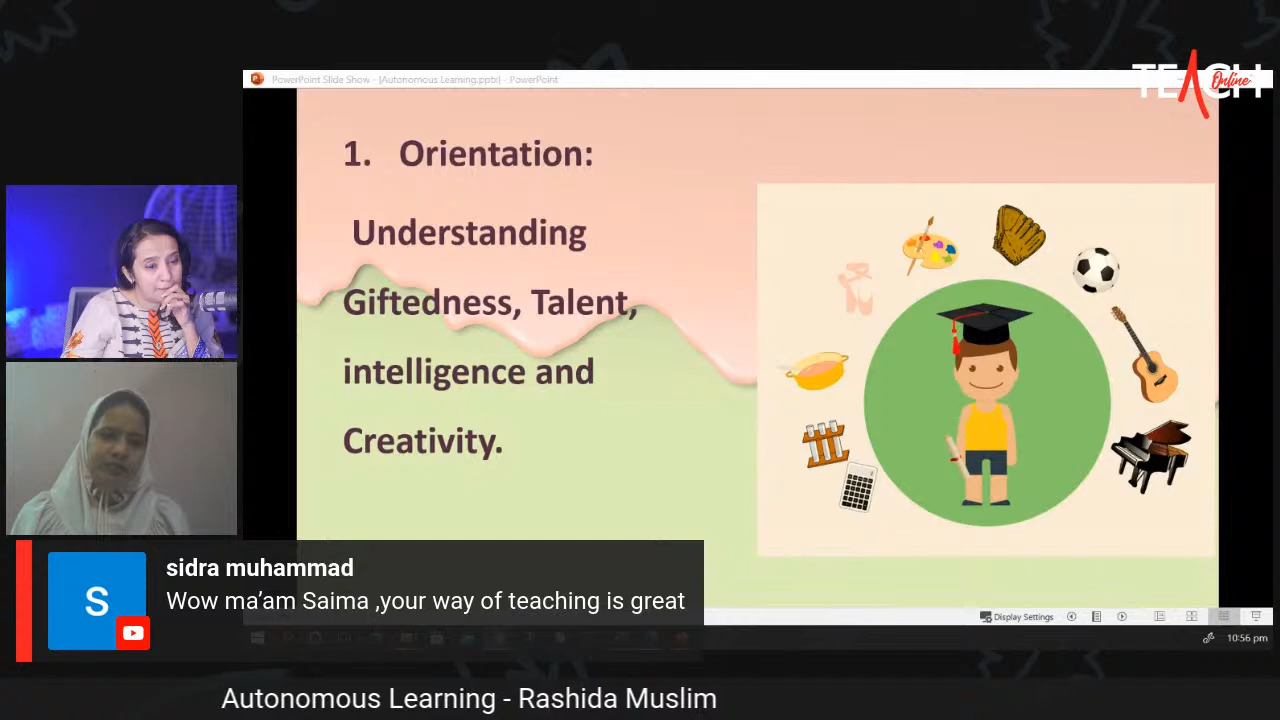 PowerPoint Slide Show - [Autonomous Learning.pptx] - PowerPoint
TEACH
Online
1. Orientation:
Understanding
Giftedness, Talent,
intelligence and
Creativity.
S
sidra muhammad
Wow ma’am Saima ,your way of teaching is great
Display Settings
10:56 pm
Autonomous Learning - Rashida Muslim